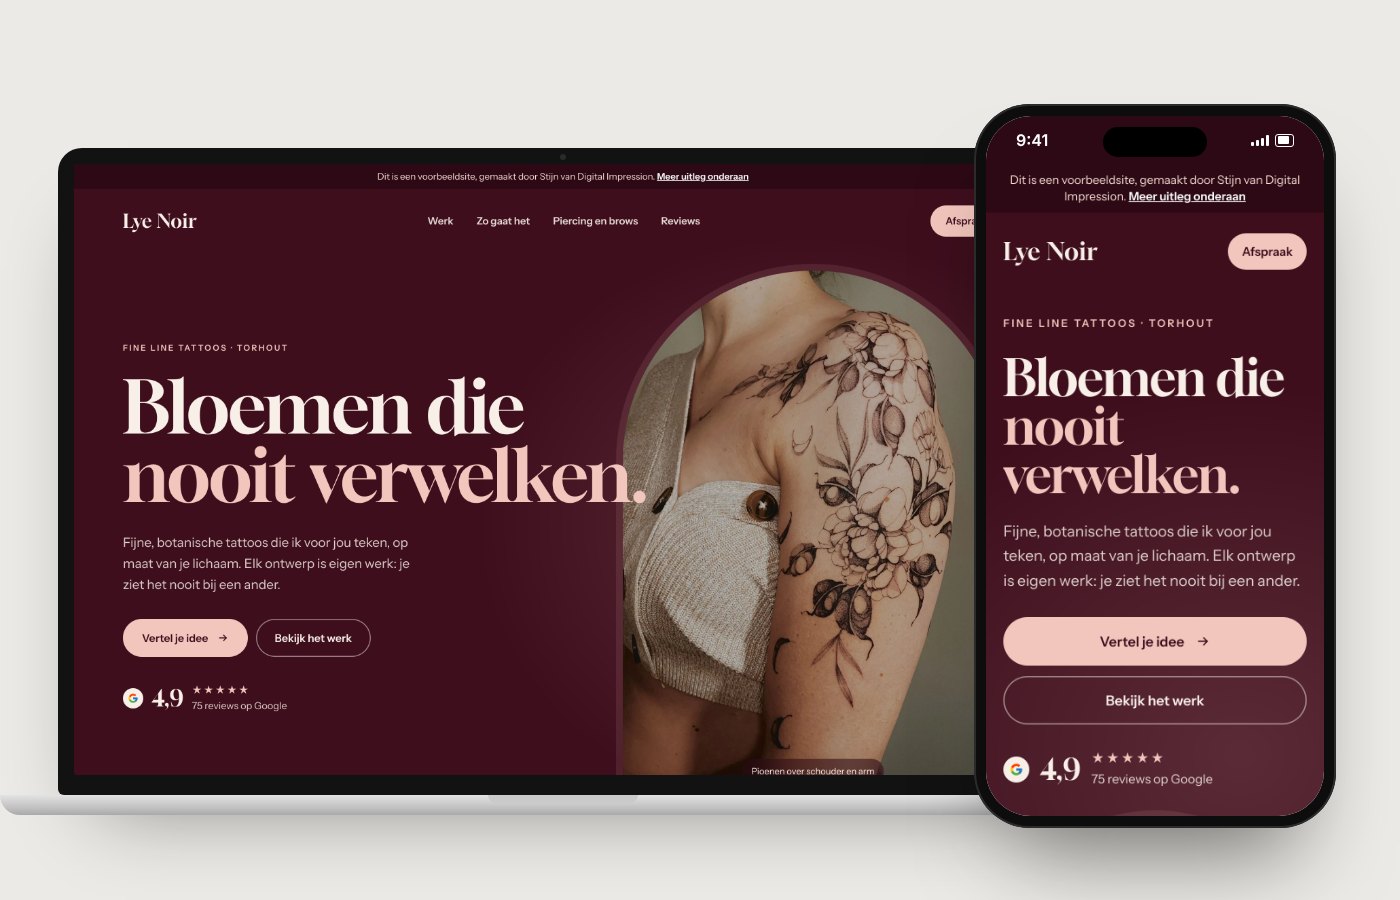 Dit is een voorbeeldsite, gemaakt door Stijn van Digital Impression. Meer uitleg onderaan
Lye Noir
Werk
Zo gaat het
Piercing en brows
Reviews
Afspra
FINE LINE TATTOOS · TORHOUT
Bloemen die
nooit verwelken.
Fijne, botanische tattoos die ik voor jou teken, op
maat van je lichaam. Elk ontwerp is eigen werk: je
ziet het nooit bij een ander.
Vertel je idee →
Bekijk het werk
G 4,9 ★★★★★
75 reviews op Google
Pioenen over schouder en arm
9:41
Dit is een voorbeeldsite, gemaakt door Stijn van Digital
Impression. Meer uitleg onderaan
Lye Noir
Afspraak
FINE LINE TATTOOS · TORHOUT
Bloemen die
nooit
verwelken.
Fijne, botanische tattoos die ik voor jou
teken, op maat van je lichaam. Elk ontwerp
is eigen werk: je ziet het nooit bij een ander.
Vertel je idee →
Bekijk het werk
G 4,9 ★★★★★
75 reviews op Google